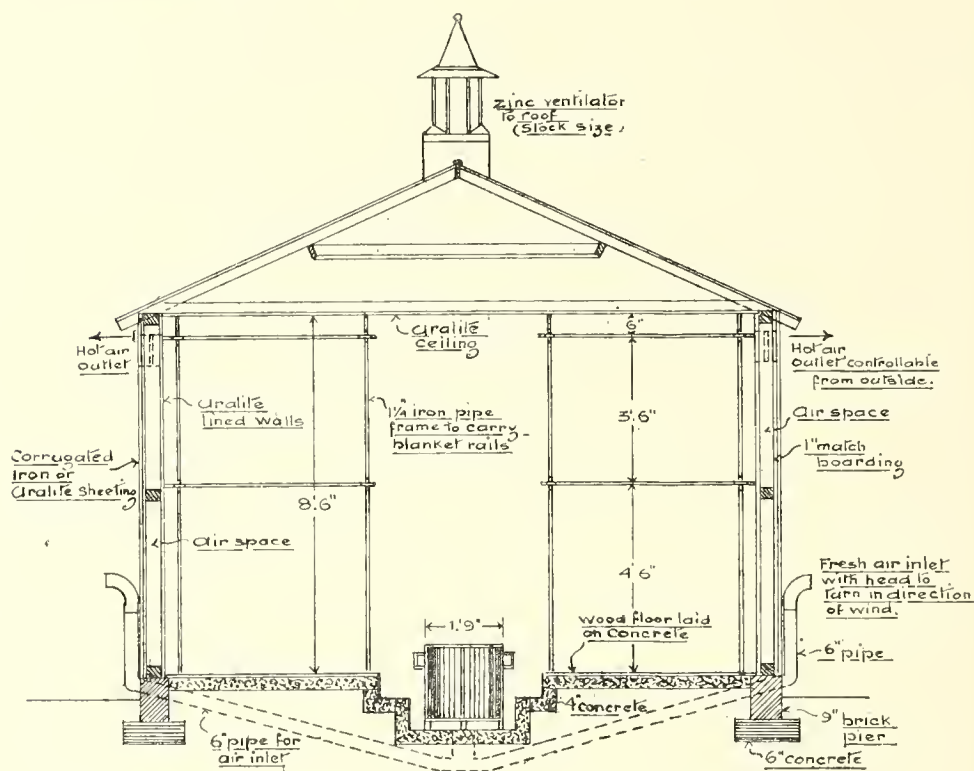 Zinc ventilator
to roof
(Stock size)
Hot air
outlet
Uralite
Ceiling
6"
Hot air
outlet controllable
from outside.
Uralite
lined walls
1¼" iron pipe
frame to carry
blanket rails
3'.6"
air space
1" match
boarding
Corrugated
Iron or
Uralite Sheeting
8'.6"
air space
4'.6"
Fresh air inlet
with head to
turn in direction
of wind.
1'.9"
Wood floor laid
on Concrete
6" pipe
4" concrete
6" pipe for
air inlet
9" brick
pier
6" concrete